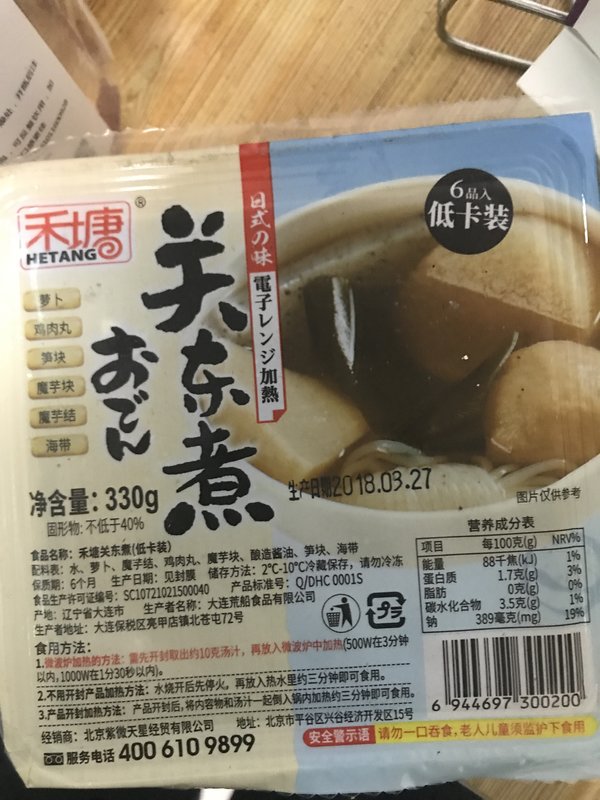 禾塘®
HETANG
萝卜
鸡肉丸
笋块
魔芋块
魔芋结
海带
日式の味
電子レンジ加熱
关东煮
おでん
6品入
低卡装
净含量: 330g
固形物: 不低于40%
生产日期2018.03.27
图片仅供参考
食品名称: 禾塘关东煮(低卡装)
配料表: 水、萝卜、魔芋结、鸡肉丸、魔芋块、酿造酱油、笋块、海带
保质期: 6个月 生产日期: 见封膜 储存方法: 2℃-10℃冷藏保存, 请勿冷冻
食品生产许可证编号: SC10721021500040 产品标准号: Q/DHC 0001S
产地: 辽宁省大连市 生产者名称: 大连荒船食品有限公司
生产者地址: 大连保税区亮甲店镇北苍屯72号
营养成分表
项目 每100克(g) NRV%
能量 88千焦(kJ) 1%
蛋白质 1.7克(g) 3%
脂肪 0克(g) 0%
碳水化合物 3.5克(g) 1%
钠 389毫克(mg) 19%
プラ
食用方法:
1.微波炉加热的方法: 需先开封取出约10克汤汁, 再放入微波炉中加热(500W在3分钟
以内, 1000W在1分30秒以内)。
2.不用开封产品加热方法: 水烧开后先停火, 再放入热水里约三分钟即可食用。
3.产品开封加热方法: 产品开封后, 将内容物和汤汁一起倒入锅内加热约三分钟即可食用。
经销商: 北京紫微天星经贸有限公司 地址: 北京市平谷区兴谷经济开发区15号
服务电话 400 610 9899
6 944697 300200
安全警示语 请勿一口吞食, 老人儿童须监护下食用